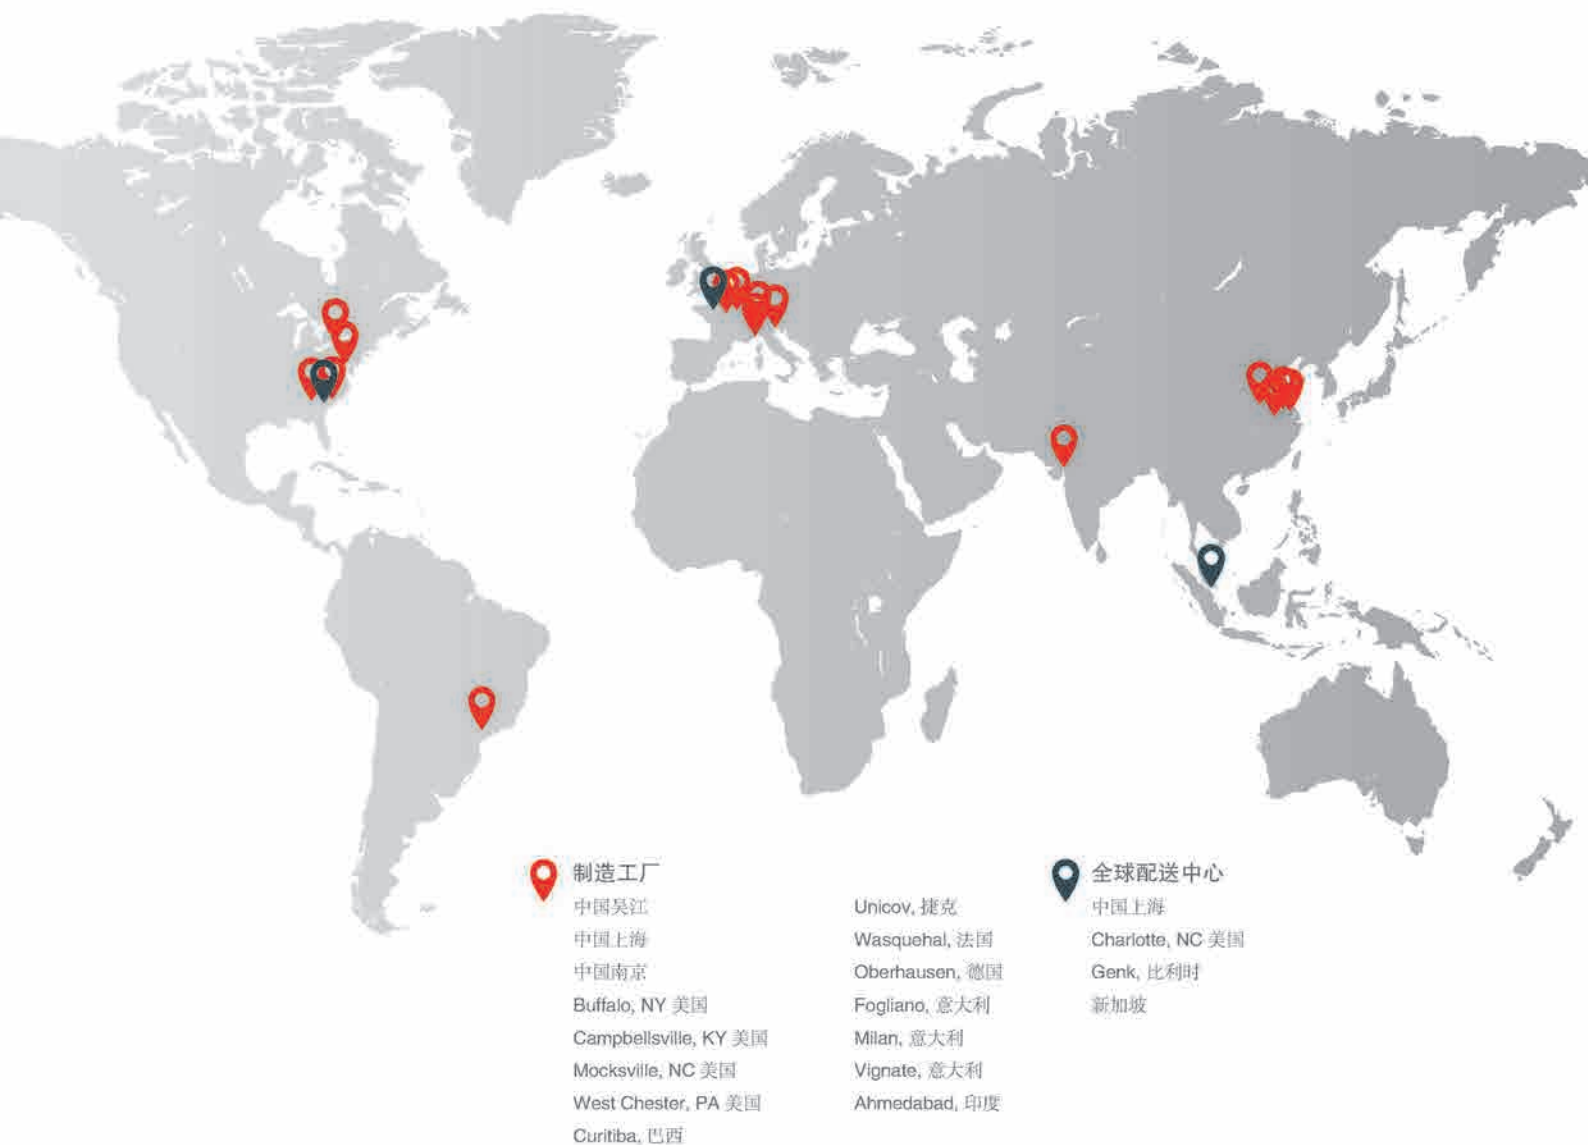 制造工厂
中国吴江
中国上海
中国南京
Buffalo, NY 美国
Campbellsville, KY 美国
Mocksville, NC 美国
West Chester, PA 美国
Curitiba, 巴西
Unicov, 捷克
Wasquehal, 法国
Oberhausen, 德国
Fogliano, 意大利
Milan, 意大利
Vignate, 意大利
Ahmedabad, 印度
全球配送中心
中国上海
Charlotte, NC 美国
Genk, 比利时
新加坡